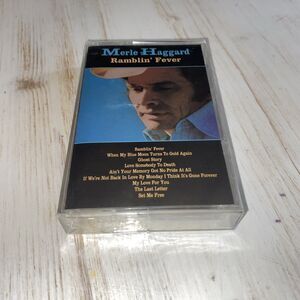 Merle Haggard
Ramblin' Fever
Ramblin' Fever
When My Blue Moon Turns To Gold Again
Ghost Story
Love Somebody To Death
Ain't Your Memory Got No Pride At All
If We're Not Back In Love By Monday I Think It's Gone Forever
My Love For You
The Last Letter
Set Me Free